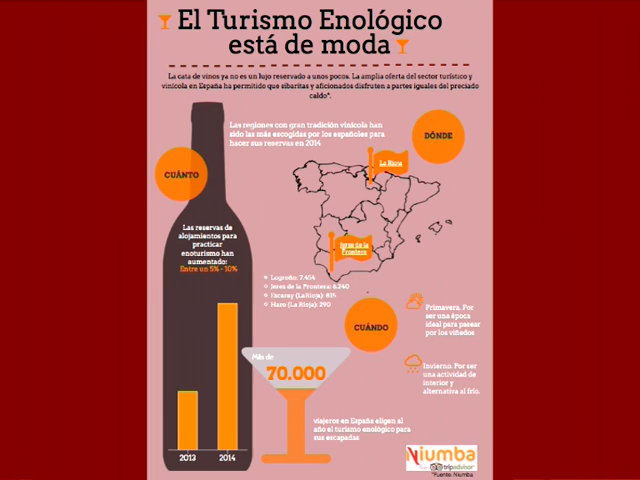 El Turismo Enológico
está de moda
La cata de vinos ya no es un lujo reservado a unos pocos. La amplia oferta del sector turístico y
vinícola en España ha permitido que sibaritas y aficionados disfruten a partes iguales del preciado
caldo*.
Las regiones con gran tradición vinícola han
sido las más escogidas por los españoles para
hacer sus reservas en 2014
DÓNDE
La Rioja
CUÁNTO
Las reservas de
alojamientos para
practicar
enoturismo han
aumentado:
Entre un 5% - 10%
Jerez de la
Frontera
Logroño: 7.454
Jerez de la Frontera: 6.240
Ezcaray (La Rioja): 815
Haro (La Rioja): 290
CUÁNDO
Primavera. Por
ser una época
ideal para pasear
por los viñedos
Invierno. Por ser
una actividad de
interior y
alternativa al frío.
Más de
70.000
viajeros en España eligen al
año el turismo enológico para
sus escapadas
2013
2014
Niumba
tripadvisor
*Fuente: Niumba